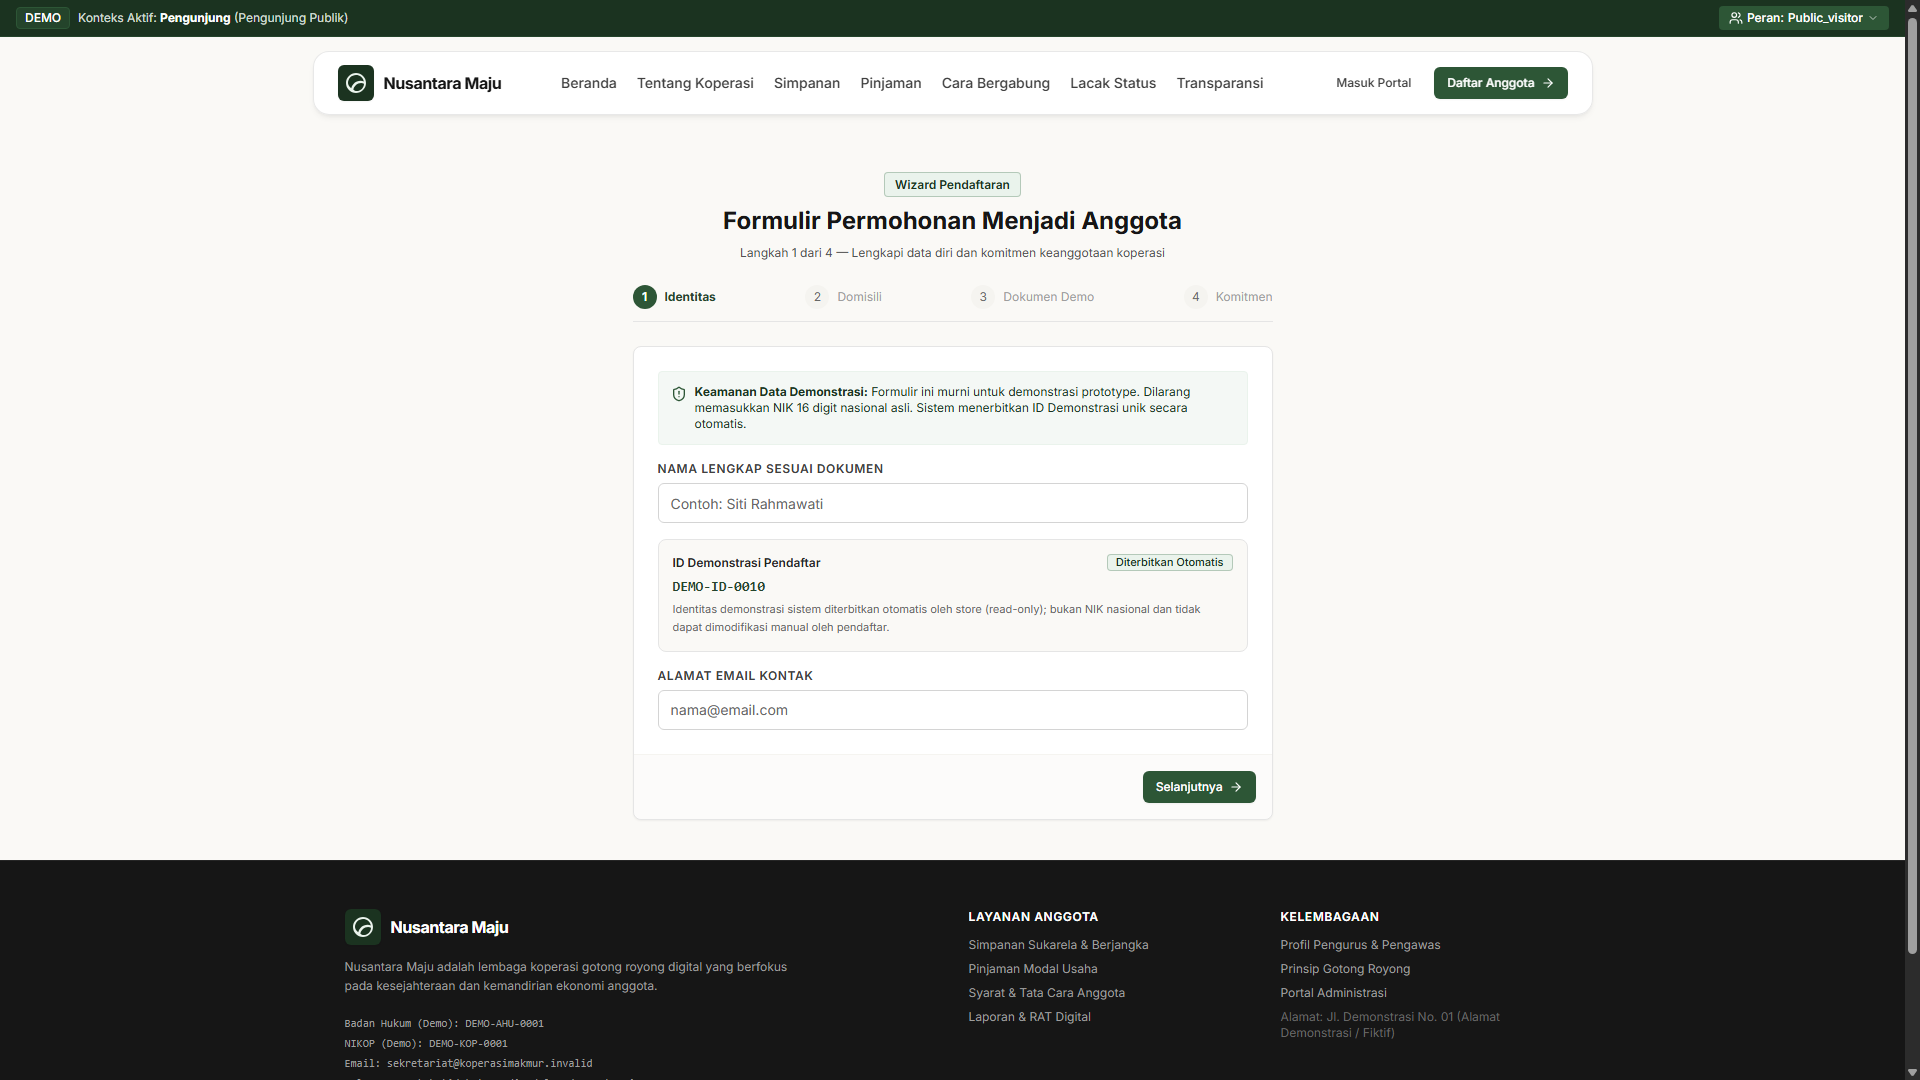 DEMO Konteks Aktif: Pengunjung (Pengunjung Publik)
Peran: Public_visitor
Nusantara Maju
Beranda Tentang Koperasi Simpanan Pinjaman Cara Bergabung Lacak Status Transparansi
Masuk Portal
Daftar Anggota
Wizard Pendaftaran
Formulir Permohonan Menjadi Anggota
Langkah 1 dari 4 — Lengkapi data diri dan komitmen keanggotaan koperasi
1 Identitas 2 Domisili 3 Dokumen Demo 4 Komitmen
Keamanan Data Demonstrasi: Formulir ini murni untuk demonstrasi prototype. Dilarang
memasukkan NIK 16 digit nasional asli. Sistem menerbitkan ID Demonstrasi unik secara
otomatis.
NAMA LENGKAP SESUAI DOKUMEN
Contoh: Siti Rahmawati
ID Demonstrasi Pendaftar
Diterbitkan Otomatis
DEMO-ID-0010
Identitas demonstrasi sistem diterbitkan otomatis oleh store (read-only); bukan NIK nasional dan tidak
dapat dimodifikasi manual oleh pendaftar.
ALAMAT EMAIL KONTAK
nama@email.com
Selanjutnya
Nusantara Maju
Nusantara Maju adalah lembaga koperasi gotong royong digital yang berfokus
pada kesejahteraan dan kemandirian ekonomi anggota.
Badan Hukum (Demo): DEMO-AHU-0001
NIKOP (Demo): DEMO-KOP-0001
Email: sekretariat@koperasimakmur.invalid
LAYANAN ANGGOTA
Simpanan Sukarela & Berjangka
Pinjaman Modal Usaha
Syarat & Tata Cara Anggota
Laporan & RAT Digital
KELEMBAGAAN
Profil Pengurus & Pengawas
Prinsip Gotong Royong
Portal Administrasi
Alamat: Jl. Demonstrasi No. 01 (Alamat
Demonstrasi / Fiktif)